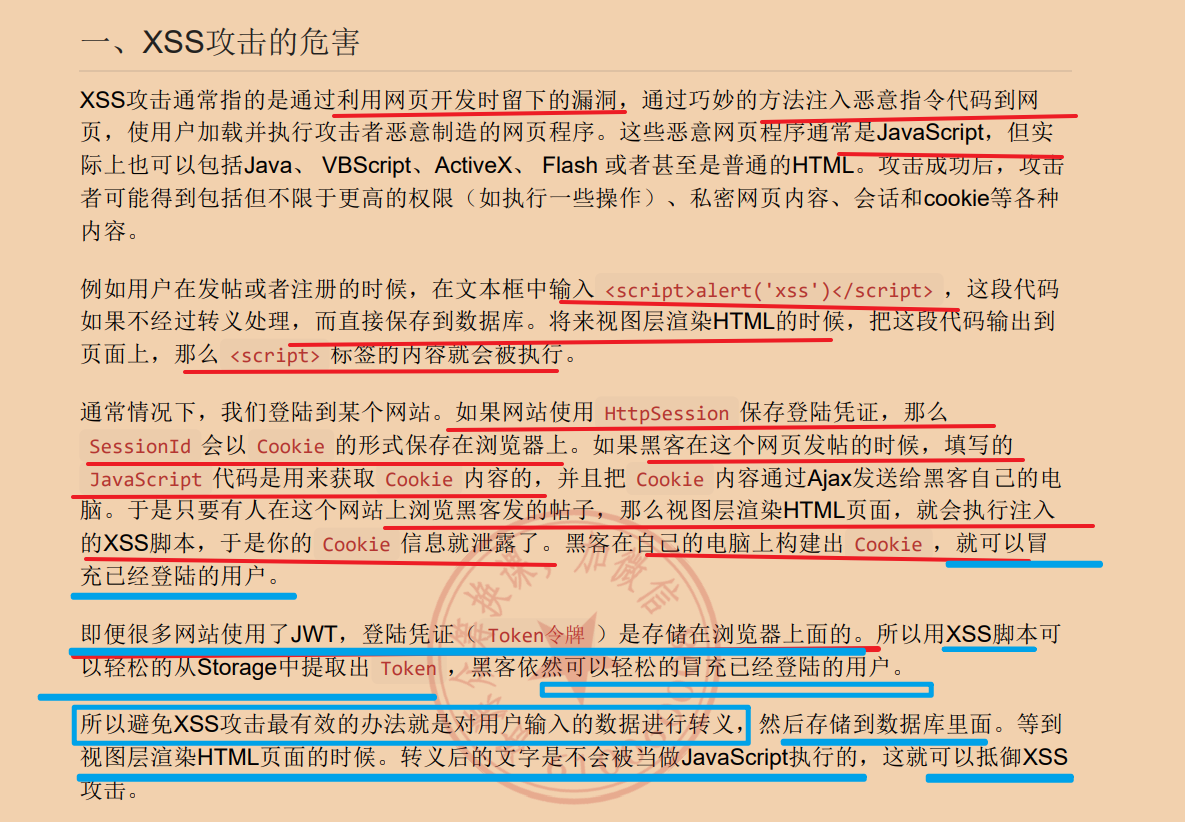 一、XSS攻击的危害
XSS攻击通常指的是通过利用网页开发时留下的漏洞，通过巧妙的方法注入恶意指令代码到网
页，使用户加载并执行攻击者恶意制造的网页程序。这些恶意网页程序通常是JavaScript，但实
际上也可以包括Java、 VBScript、ActiveX、 Flash 或者甚至是普通的HTML。攻击成功后，攻击
者可能得到包括但不限于更高的权限（如执行一些操作）、私密网页内容、会话和cookie等各种
内容。
例如用户在发帖或者注册的时候，在文本框中输入 <script>alert('xss')</script> ，这段代码
如果不经过转义处理，而直接保存到数据库。将来视图层渲染HTML的时候，把这段代码输出到
页面上，那么 <script> 标签的内容就会被执行。
通常情况下，我们登陆到某个网站。如果网站使用 HttpSession 保存登陆凭证，那么
SessionId 会以 Cookie 的形式保存在浏览器上。如果黑客在这个网页发帖的时候，填写的
JavaScript 代码是用来获取 Cookie 内容的，并且把 Cookie 内容通过Ajax发送给黑客自己的电
脑。于是只要有人在这个网站上浏览黑客发的帖子，那么视图层渲染HTML页面，就会执行注入
的XSS脚本，于是你的 Cookie 信息就泄露了。黑客在自己的电脑上构建出 Cookie ，就可以冒
充已经登陆的用户。
即便很多网站使用了JWT，登陆凭证（ Token令牌 ）是存储在浏览器上面的。所以用XSS脚本可
以轻松的从Storage中提取出 Token ，黑客依然可以轻松的冒充已经登陆的用户。
所以避免XSS攻击最有效的办法就是对用户输入的数据进行转义，然后存储到数据库里面。等到
视图层渲染HTML页面的时候。转义后的文字是不会被当做JavaScript执行的，这就可以抵御XSS
攻击。